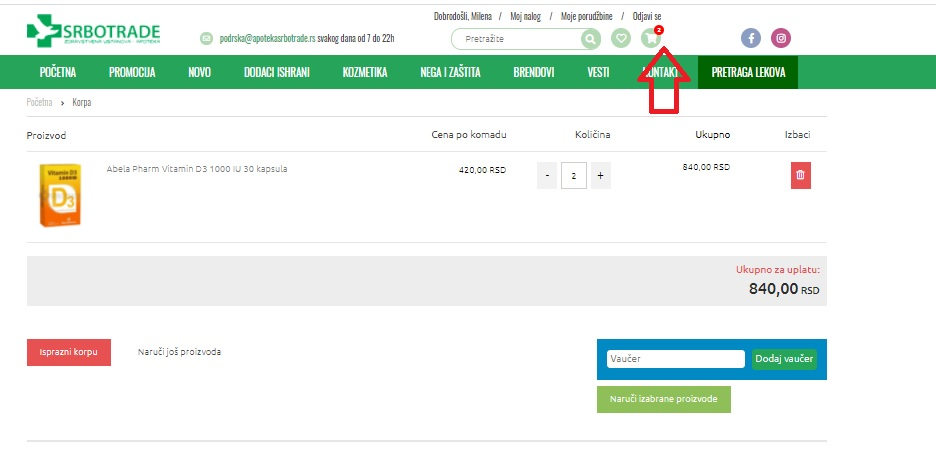 Dobrodošli, Milena / Moj nalog / Moje porudžbine / Odjavi se
SRBOTRADE
ZDRAVSTVENA USTANOVA - APOTEKA
podrska@apotekasrbotrade.rs svakog dana od 7 do 22h
Pretražite
2
POČETNA PROMOCIJA NOVO DODACI ISHRANI KOZMETIKA NEGA I ZAŠTITA BRENDOVI VESTI KONTAKT PRETRAGA LEKOVA
Početna > Korpa
Proizvod Cena po komadu Količina Ukupno Izbaci
Abela Pharm Vitamin D3 1000 IU 30 kapsula 420,00 RSD - 2 + 840,00 RSD
Vitamin D3
D3
Ukupno za uplatu:
840,00 RSD
Isprazni korpu Naruči još proizvoda
Vaučer Dodaj vaučer
Naruči izabrane proizvode